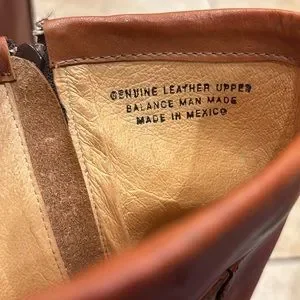 GENUINE LEATHER UPPER
BALANCE MAN MADE
MADE IN MEXICO